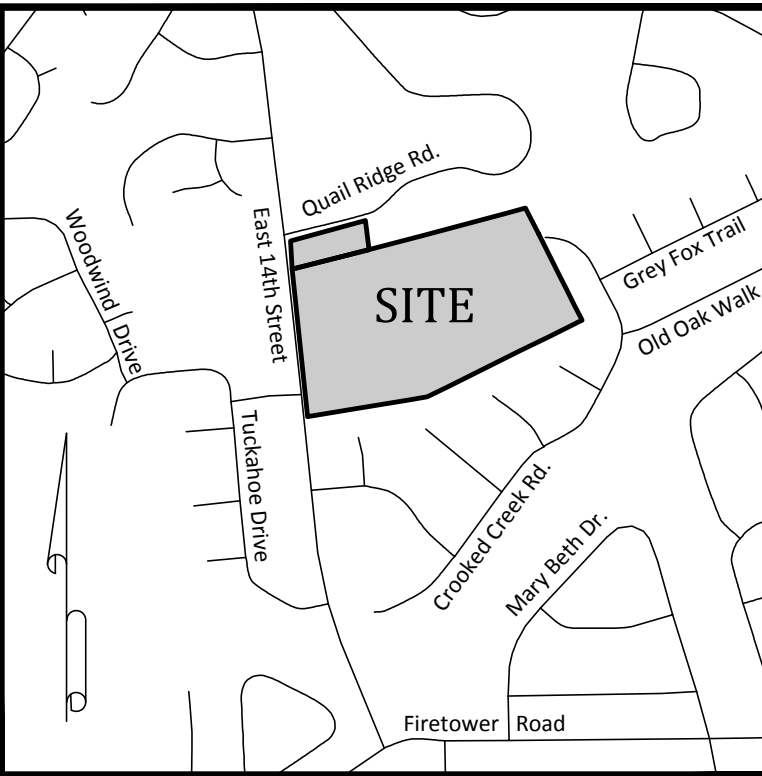 Quail Ridge Rd.
Woodwind Drive
East 14th Street
Grey Fox Trail
SITE
Old Oak Walk
Tuckahoe Drive
Crooked Creek Rd.
Mary Beth Dr.
Firetower Road